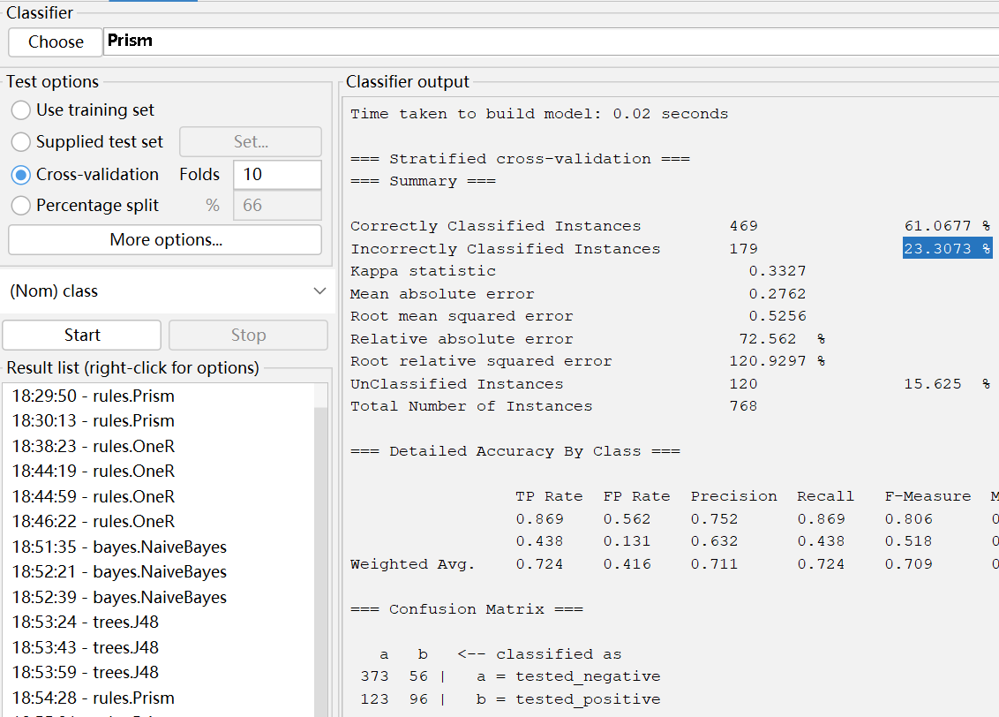 Classifier
Choose Prism
Test options
Use training set
Supplied test set Set...
Cross-validation Folds 10
Percentage split % 66
More options...
(Nom) class
Start Stop
Result list (right-click for options)
18:29:50 - rules.Prism
18:30:13 - rules.Prism
18:38:23 - rules.OneR
18:44:19 - rules.OneR
18:44:59 - rules.OneR
18:46:22 - rules.OneR
18:51:35 - bayes.NaiveBayes
18:52:21 - bayes.NaiveBayes
18:52:39 - bayes.NaiveBayes
18:53:24 - trees.J48
18:53:43 - trees.J48
18:53:59 - trees.J48
18:54:28 - rules.Prism
Classifier output
Time taken to build model: 0.02 seconds
=== Stratified cross-validation ===
=== Summary ===
Correctly Classified Instances 469 61.0677 %
Incorrectly Classified Instances 179 23.3073 %
Kappa statistic 0.3327
Mean absolute error 0.2762
Root mean squared error 0.5256
Relative absolute error 72.562 %
Root relative squared error 120.9297 %
UnClassified Instances 120 15.625 %
Total Number of Instances 768
=== Detailed Accuracy By Class ===
TP Rate FP Rate Precision Recall F-Measure
0.869 0.562 0.752 0.869 0.806
0.438 0.131 0.632 0.438 0.518
Weighted Avg. 0.724 0.416 0.711 0.724 0.709
=== Confusion Matrix ===
a b <-- classified as
373 56 | a = tested_negative
123 96 | b = tested_positive